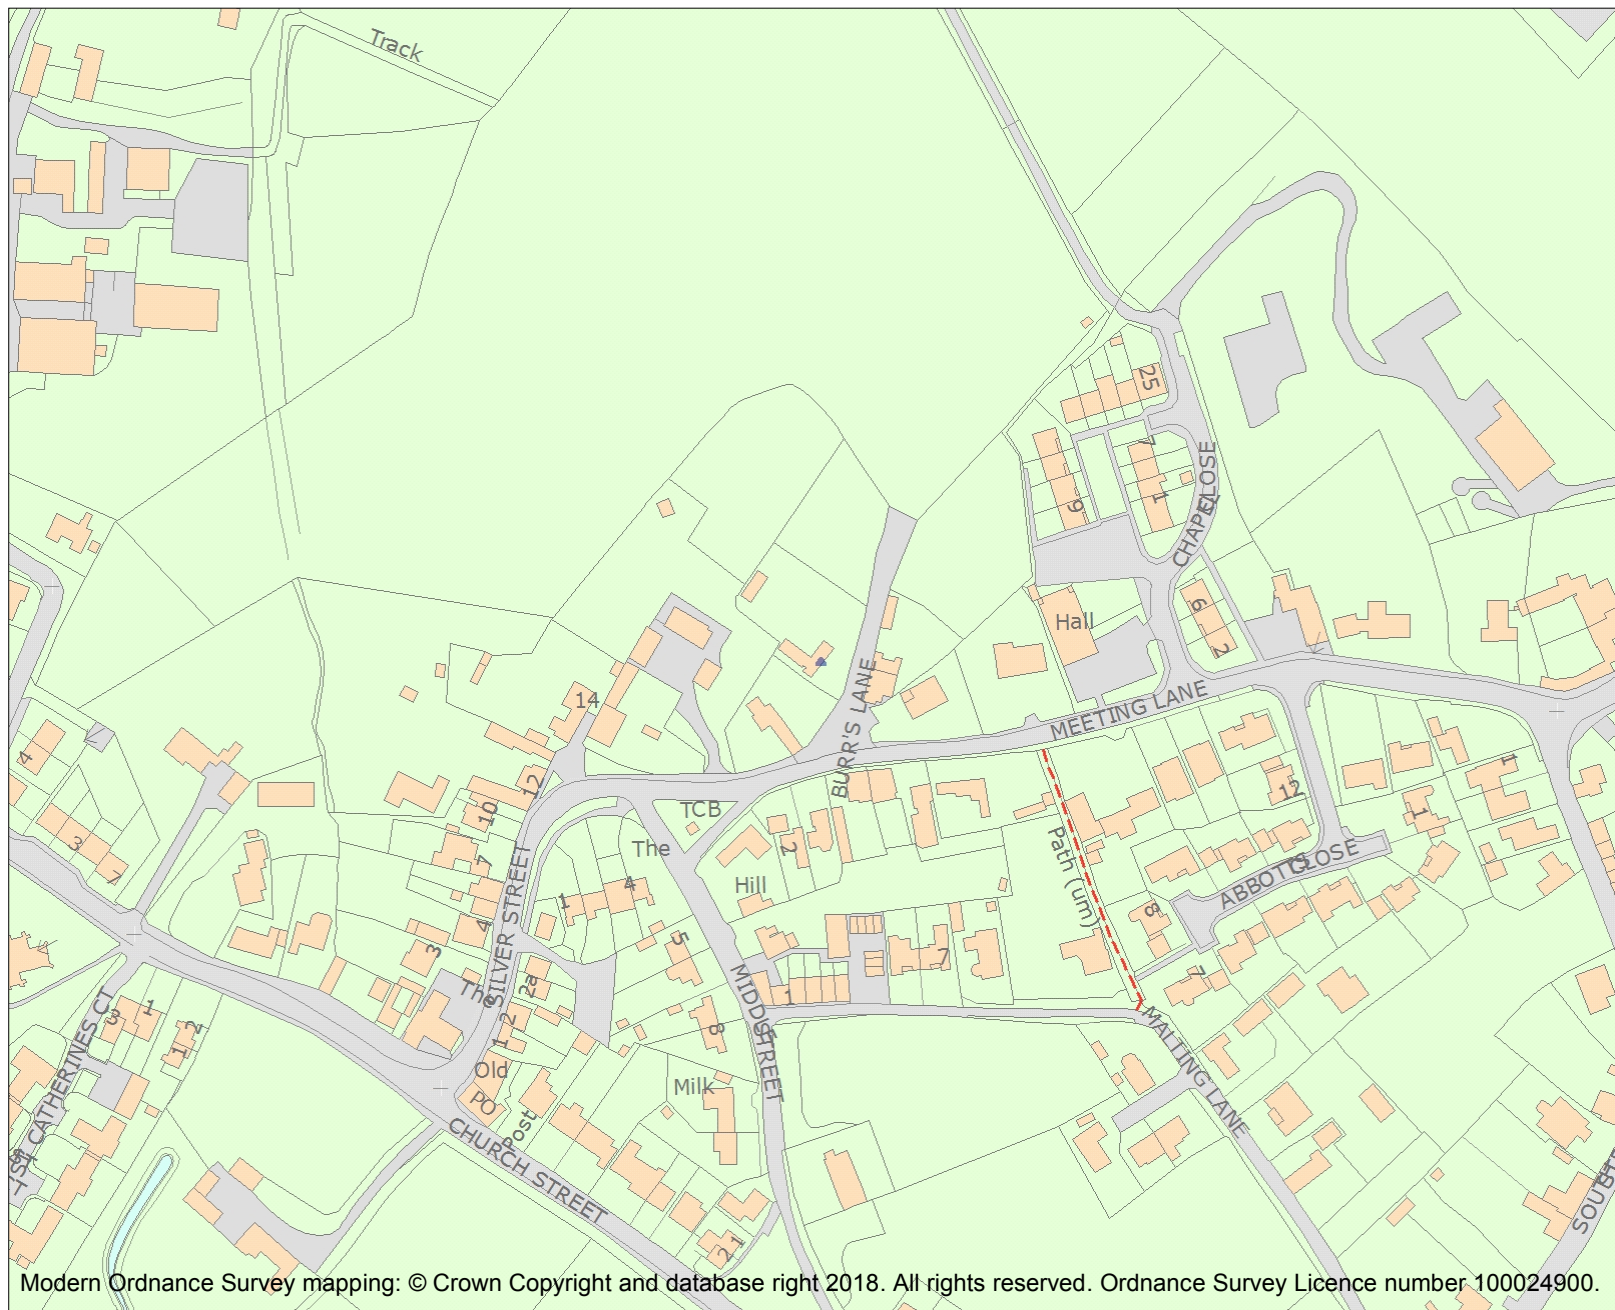 Track
25
7
1
9
CHAPEL
CLOSE
Hall
6
2
MEETING LANE
14
BURR'S LANE
12
10
7
4
3
TCB
The
Hill
2
1
4
5
SILVER STREET
The
2a
2
1
Old
PO
Post
Milk
8
MIDDLE
STREET
1
7
Path (um)
12
1
1
ABBOTTS
CLOSE
8
7
MALTING LANE
4
3
7
3
1
2
1
ST CATHERINES CT
CHURCH STREET
2 1
Modern Ordnance Survey mapping: © Crown Copyright and database right 2018. All rights reserved. Ordnance Survey Licence number 100024900.